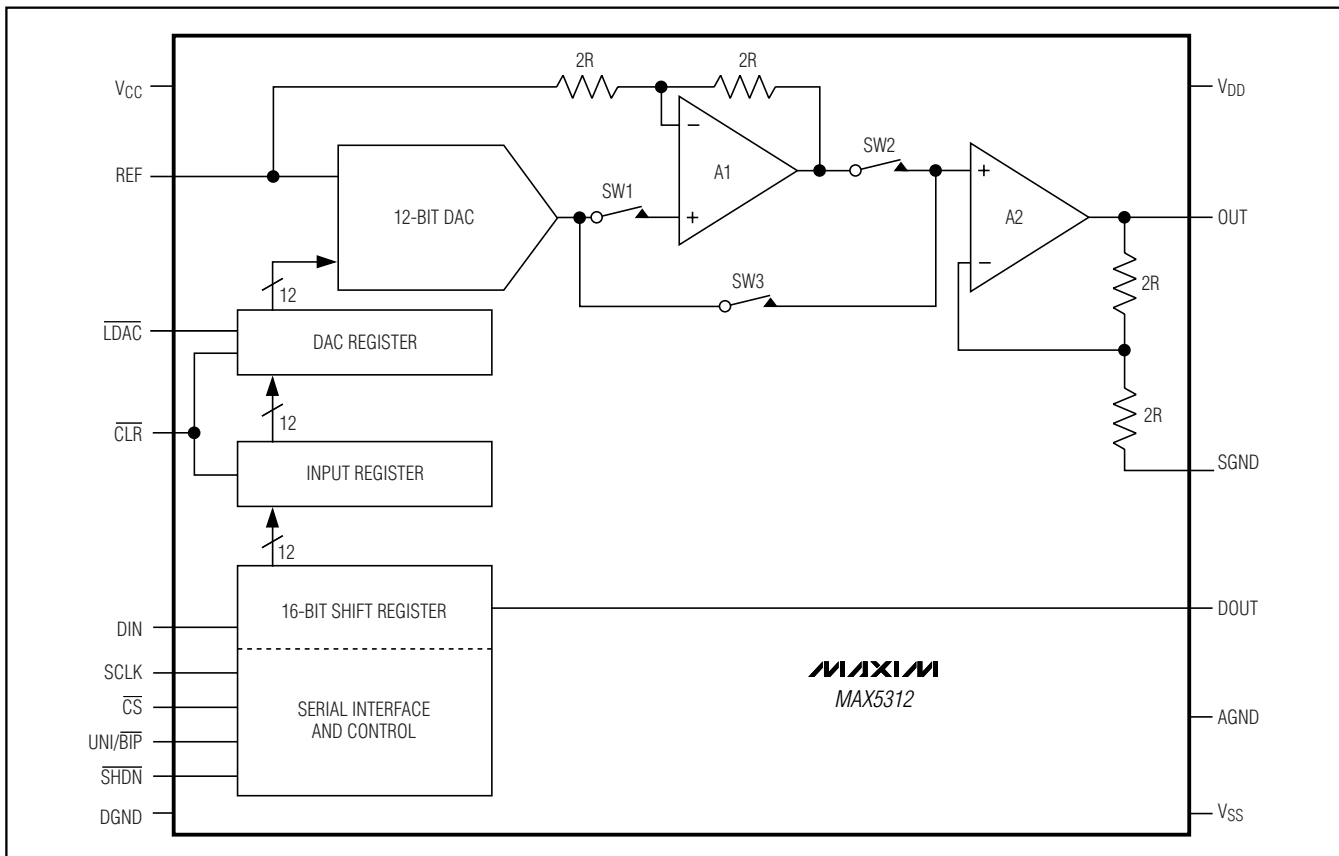 2R
2R
VCC
VDD
SW2
REF
A1
SW1
12-BIT DAC
A2
OUT
SW3
2R
12
LDAC
DAC REGISTER
12
2R
CLR
INPUT REGISTER
SGND
12
16-BIT SHIFT REGISTER
DOUT
DIN
SCLK
MAXIM
MAX5312
CS
SERIAL INTERFACE
AND CONTROL
AGND
UNI/BIP
SHDN
DGND
VSS